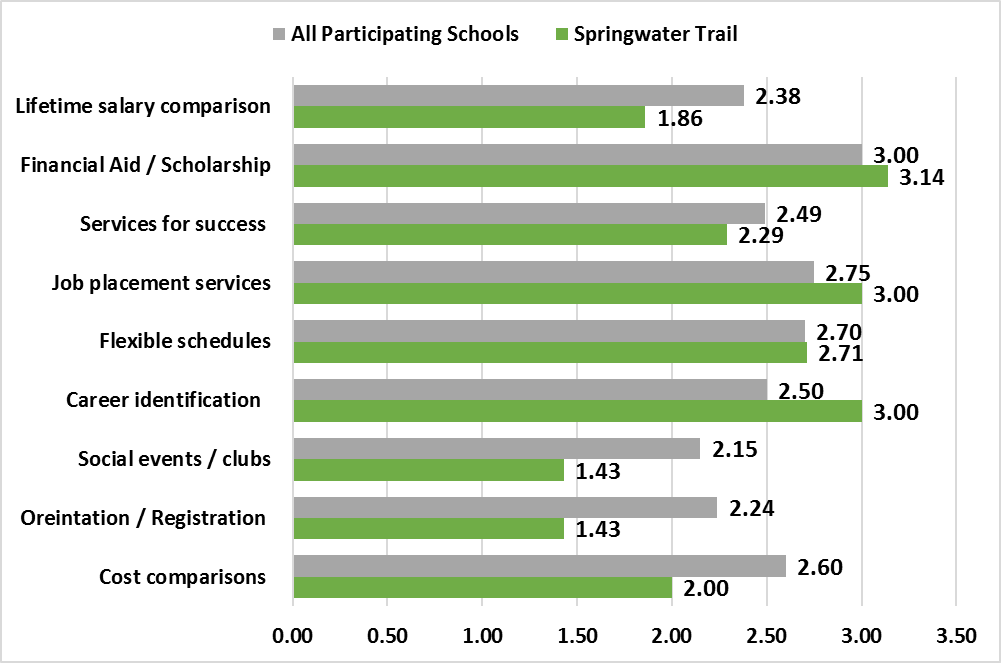 All Participating Schools Springwater Trail
Lifetime salary comparison 2.38
1.86
Financial Aid / Scholarship 3.00
3.14
Services for success 2.49
2.29
Job placement services 2.75
3.00
Flexible schedules 2.70
2.71
Career identification 2.50
3.00
Social events / clubs 2.15
1.43
Oreintation / Registration 2.24
1.43
Cost comparisons 2.60
2.00
0.00 0.50 1.00 1.50 2.00 2.50 3.00 3.50